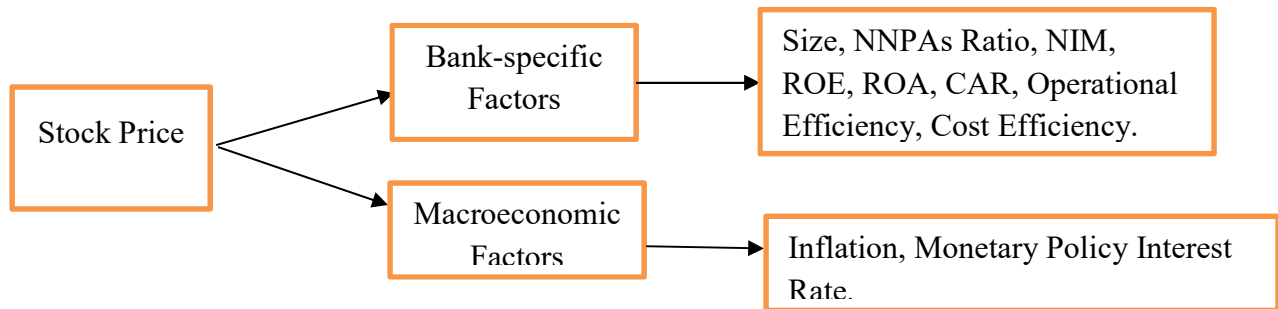 Stock Price
Bank-specific
Factors
Size, NNPAs Ratio, NIM,
ROE, ROA, CAR, Operational
Efficiency, Cost Efficiency.
Macroeconomic
Factors
Inflation, Monetary Policy Interest
Rate.